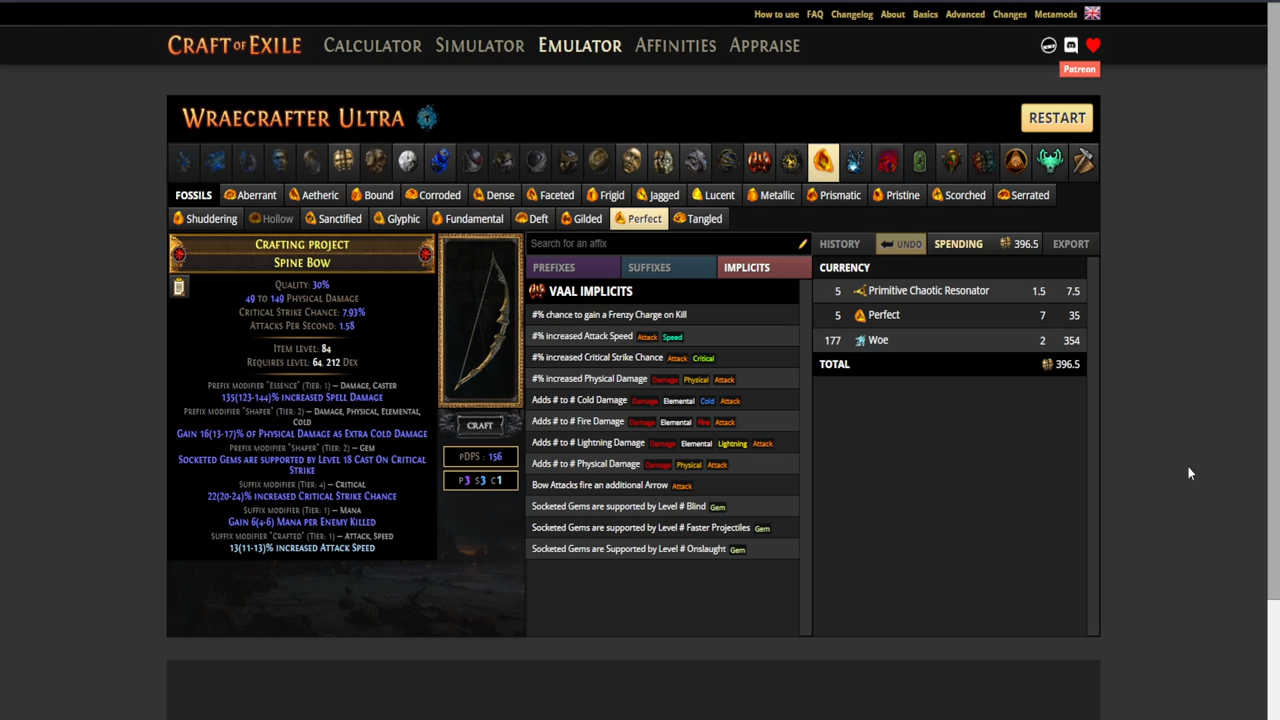 How to use FAQ Changelog About Basics Advanced Changes Metamods
CRAFT OF EXILE CALCULATOR SIMULATOR EMULATOR AFFINITIES APPRAISE
Patreon
WRAECRAFTER ULTRA RESTART
FOSSILS Aberrant Aetheric Bound Corroded Dense Faceted Frigid Jagged Lucent Metallic Prismatic Pristine Scorched Serrated
Shuddering Hollow Sanctified Glyphic Fundamental Deft Gilded Perfect Tangled
CRAFTING PROJECT
SPINE BOW
QUALITY: 30%
49 TO 149 PHYSICAL DAMAGE
CRITICAL STRIKE CHANCE: 7.93%
ATTACKS PER SECOND: 1.58
ITEM LEVEL: 84
REQUIRES LEVEL: 64, 212 DEX
PREFIX MODIFIER "ESSENCE" (TIER: 1) — DAMAGE, CASTER
135(123-144)% INCREASED SPELL DAMAGE
PREFIX MODIFIER "SHAPER" (TIER: 2) — DAMAGE, PHYSICAL, ELEMENTAL,
COLD
GAIN 16(13-17)% OF PHYSICAL DAMAGE AS EXTRA COLD DAMAGE
PREFIX MODIFIER "SHAPER" (TIER: 2) — GEM
SOCKETED GEMS ARE SUPPORTED BY LEVEL 18 CAST ON CRITICAL
STRIKE
SUFFIX MODIFIER (TIER: 4) — CRITICAL
22(20-24)% INCREASED CRITICAL STRIKE CHANCE
SUFFIX MODIFIER (TIER: 1) — MANA
GAIN 6(4-6) MANA PER ENEMY KILLED
SUFFIX MODIFIER "CRAFTED" (TIER: 1) — ATTACK, SPEED
13(11-13)% INCREASED ATTACK SPEED
CRAFT
PDPS : 156
P3 S3 C1
Search for an affix
PREFIXES SUFFIXES IMPLICITS
VAAL IMPLICITS
#% chance to gain a Frenzy Charge on Kill
#% increased Attack Speed Attack Speed
#% increased Critical Strike Chance Attack Critical
#% increased Physical Damage Damage Physical Attack
Adds # to # Cold Damage Damage Elemental Cold Attack
Adds # to # Fire Damage Damage Elemental Fire Attack
Adds # to # Lightning Damage Damage Elemental Lightning Attack
Adds # to # Physical Damage Damage Physical Attack
Bow Attacks fire an additional Arrow Attack
Socketed Gems are supported by Level # Blind Gem
Socketed Gems are supported by Level # Faster Projectiles Gem
Socketed Gems are Supported by Level # Onslaught Gem
HISTORY UNDO SPENDING 396.5 EXPORT
CURRENCY
5 Primitive Chaotic Resonator 1.5 7.5
5 Perfect 7 35
177 Woe 2 354
TOTAL 396.5